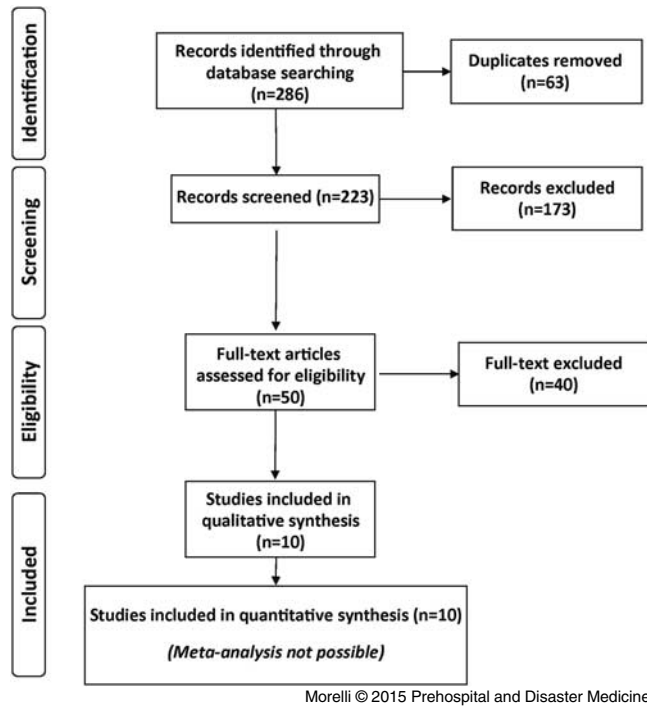 Identification
Records identified through
database searching
(n=286)
Duplicates removed
(n=63)
Screening
Records screened (n=223)
Records excluded
(n=173)
Eligibility
Full-text articles
assessed for eligibility
(n=50)
Full-text excluded
(n=40)
Included
Studies included in
qualitative synthesis
(n=10)
Studies included in quantitative synthesis (n=10)
(Meta-analysis not possible)
Morelli © 2015 Prehospital and Disaster Medicine